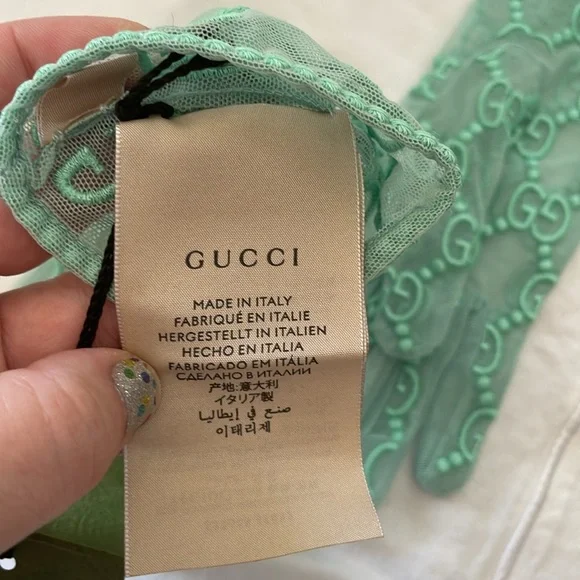 GUCCI
MADE IN ITALY
FABRIQUÉ EN ITALIE
HERGESTELLT IN ITALIEN
HECHO EN ITALIA
FABRICADO EM ITÁLIA
СДЕЛАНО В ИТАЛИИ
产地:意大利
イタリア製
صنع في إيطاليا
이태리제